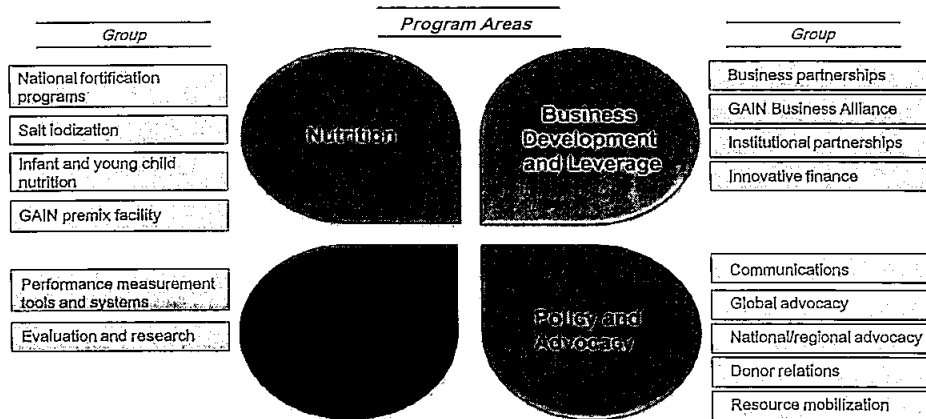 Program Areas
Group
National fortification
programs
Salt iodization
Infant and young child
nutrition
GAIN premix facility
Performance measurement
tools and systems
Evaluation and research
Nutrition
Business
Development
and Leverage
Policy and
Advocacy
Group
Business partnerships
GAIN Business Alliance
Institutional partnerships
Innovative finance
Communications
Global advocacy
National/regional advocacy
Donor relations
Resource mobilization